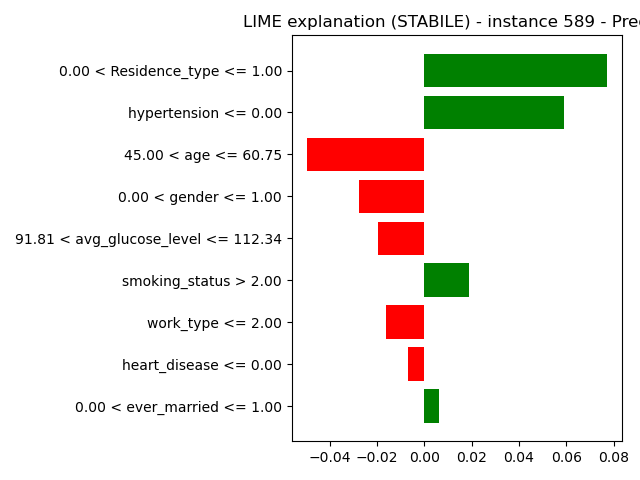 LIME explanation (STABILE) - instance 589 - Pre
0.00 < Residence_type <= 1.00
hypertension <= 0.00
45.00 < age <= 60.75
0.00 < gender <= 1.00
91.81 < avg_glucose_level <= 112.34
smoking_status > 2.00
work_type <= 2.00
heart_disease <= 0.00
0.00 < ever_married <= 1.00
−0.04 −0.02 0.00 0.02 0.04 0.06 0.08